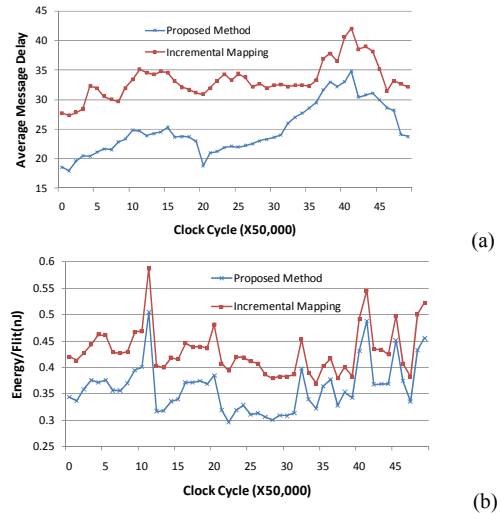 45
40
35
30
25
20
15
Average Message Delay
Proposed Method
Incremental Mapping
0 5 10 15 20 25 30 35 40 45
Clock Cycle (X50,000)
(a)
0.6
0.55
0.5
0.45
0.4
0.35
0.3
0.25
Energy/Flit(nJ)
Proposed Method
Incremental Mapping
0 5 10 15 20 25 30 35 40 45
Clock Cycle (X50,000)
(b)